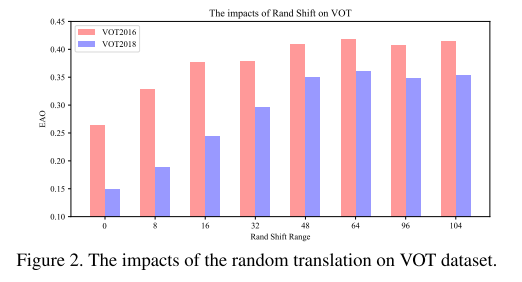 The impacts of Rand Shift on VOT
0.45
VOT2016
VOT2018
0.40
0.35
0.30
EAO
0.25
0.20
0.15
0.10
0 8 16 32 48 64 96 104
Rand Shift Range
Figure 2. The impacts of the random translation on VOT dataset.